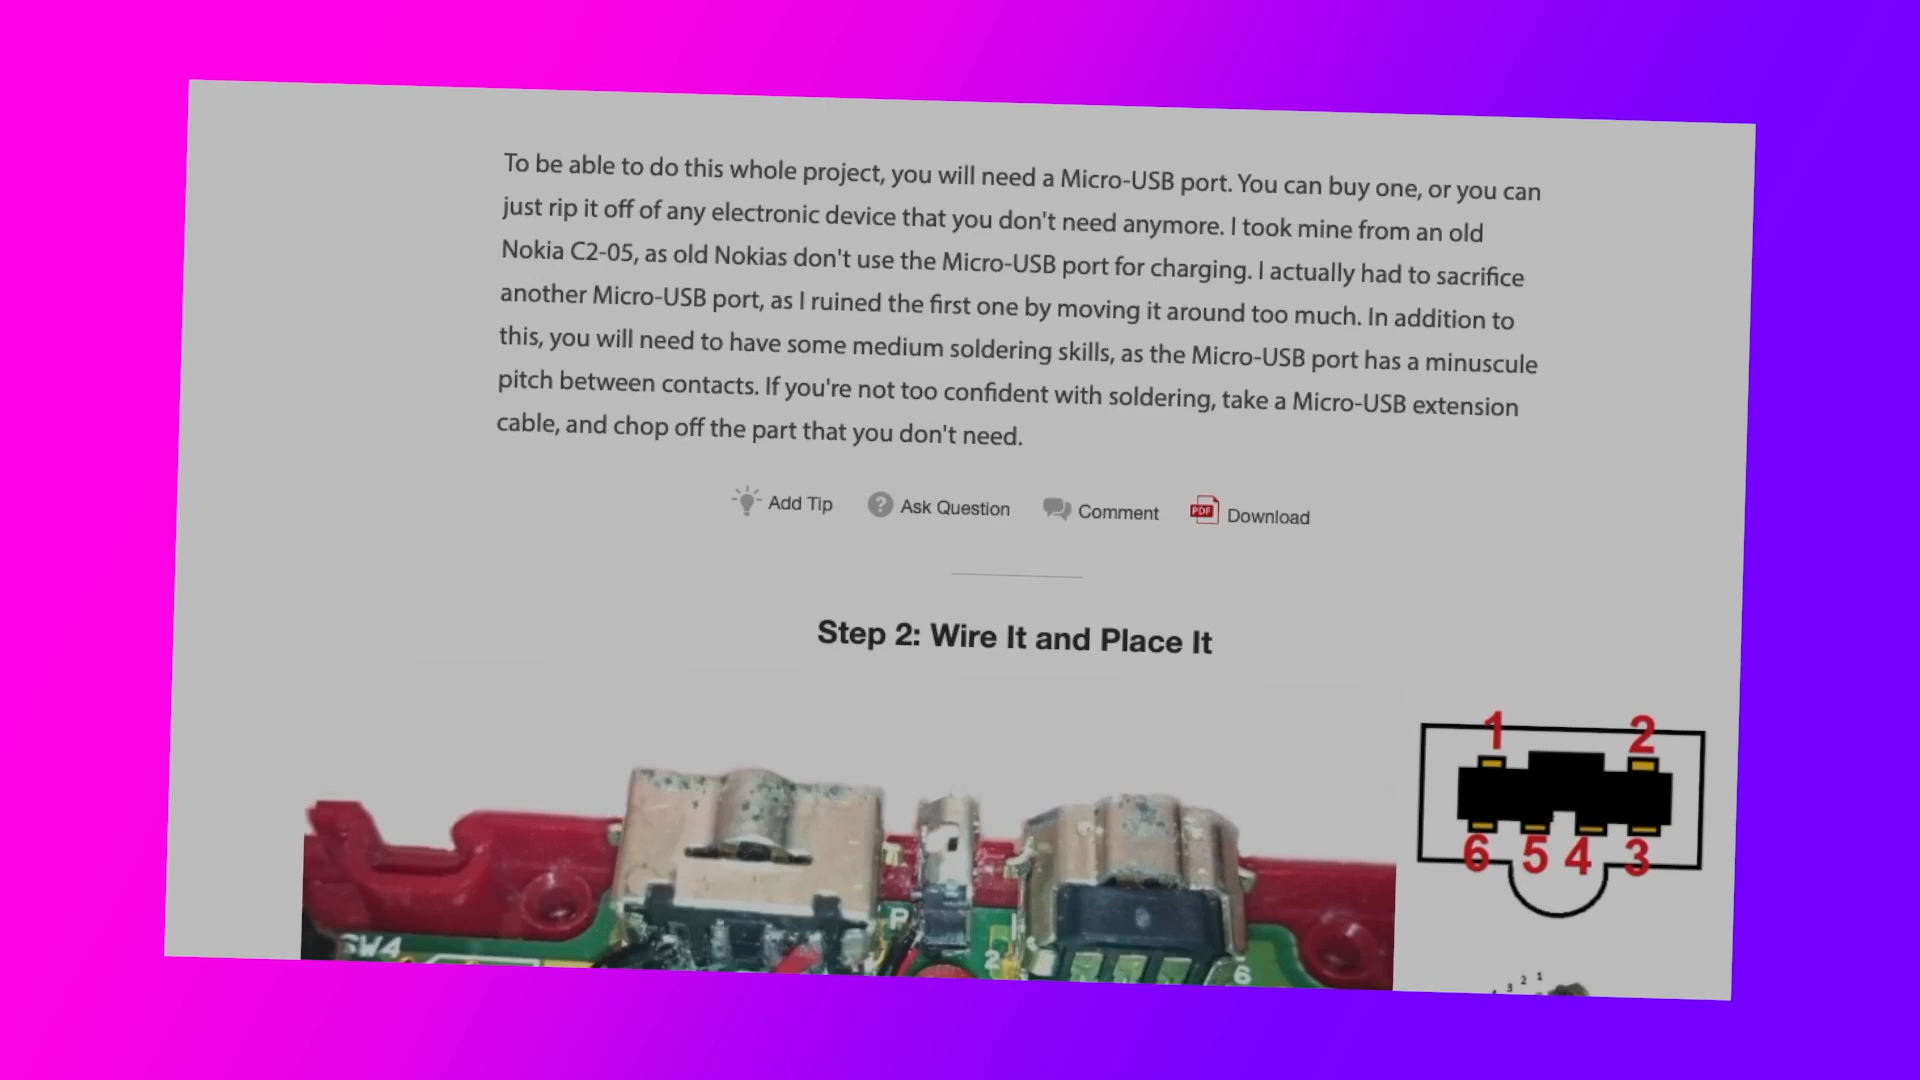 To be able to do this whole project, you will need a Micro-USB port. You can buy one, or you can
just rip it off of any electronic device that you don't need anymore. I took mine from an old
Nokia C2-05, as old Nokias don't use the Micro-USB port for charging. I actually had to sacrifice
another Micro-USB port, as I ruined the first one by moving it around too much. In addition to
this, you will need to have some medium soldering skills, as the Micro-USB port has a minuscule
pitch between contacts. If you're not too confident with soldering, take a Micro-USB extension
cable, and chop off the part that you don't need.
Add Tip ? Ask Question Comment PDF Download
Step 2: Wire It and Place It
1 2
6 5 4 3
SW4 P 2 6
3 2 1